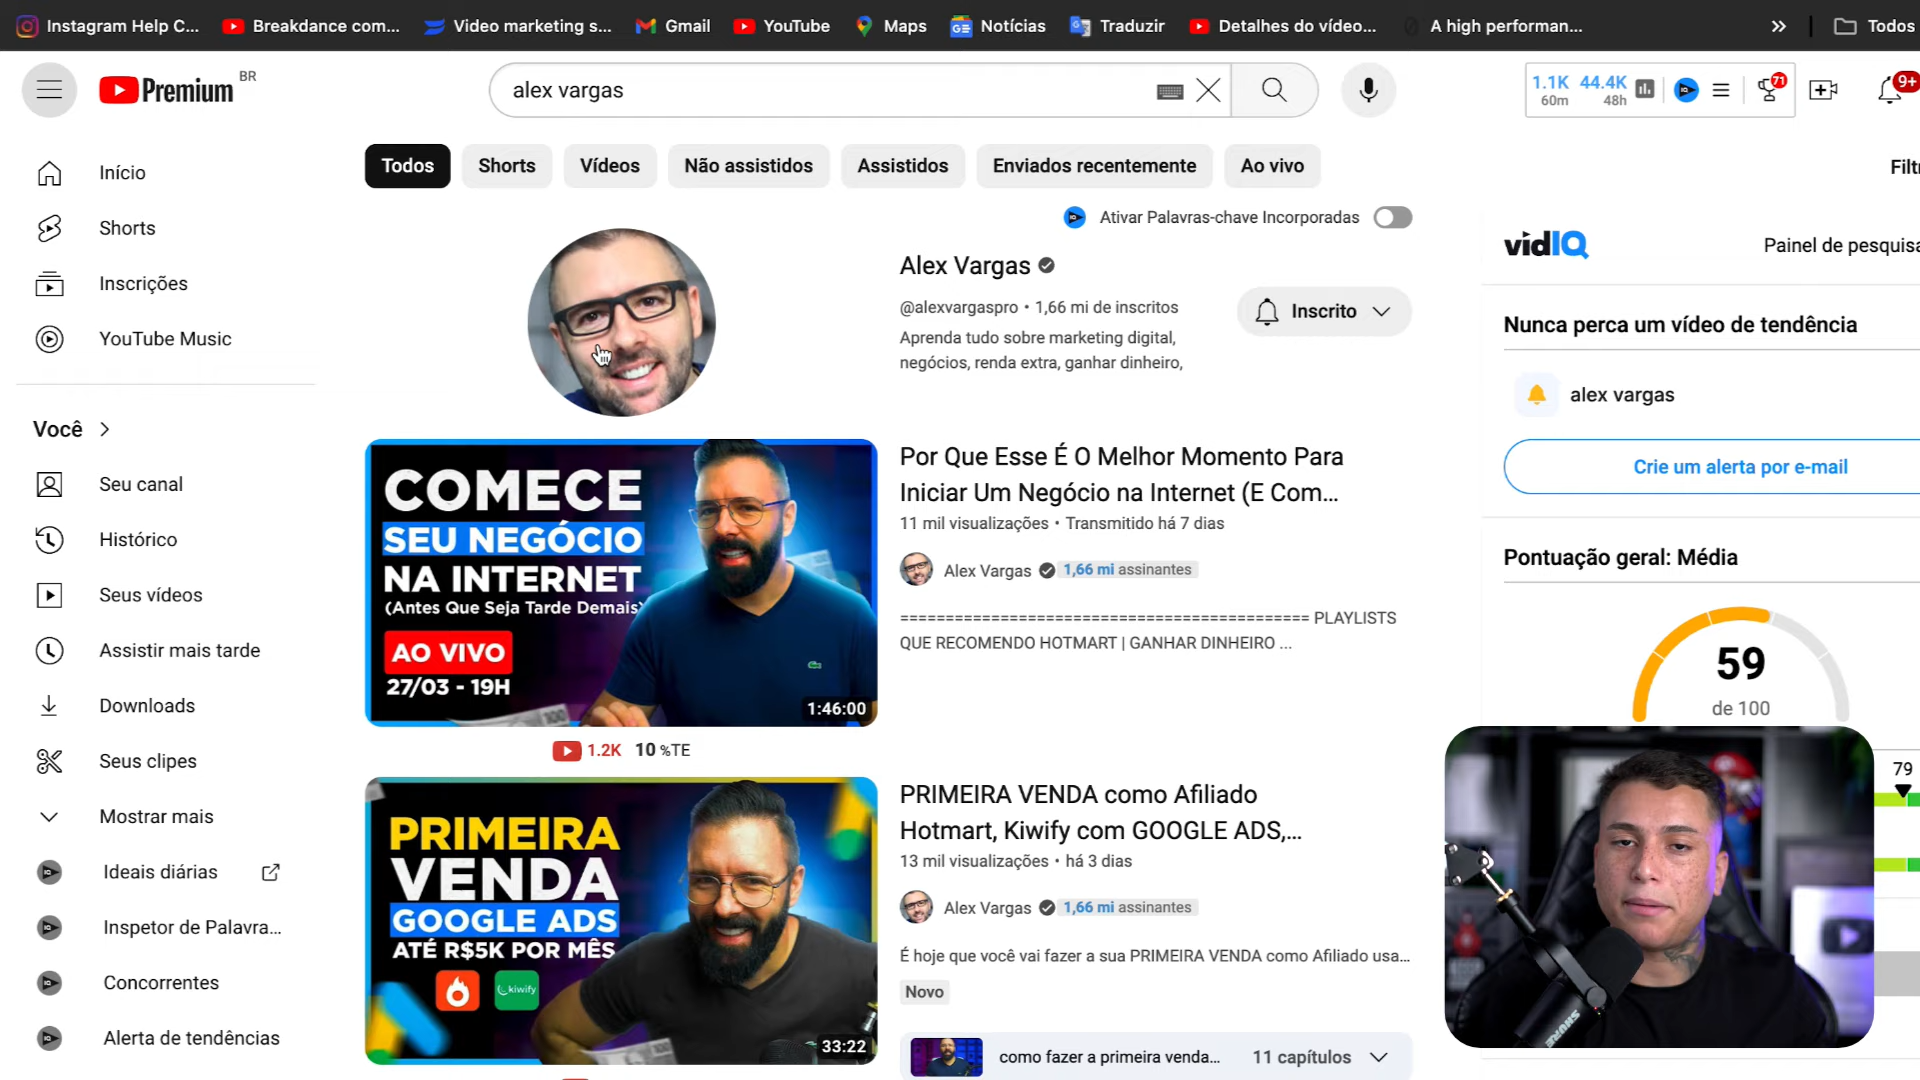 Instagram Help C...
Breakdance com...
Video marketing s...
Gmail
YouTube
Maps
Notícias
Traduzir
Detalhes do vídeo...
A high performan...
Todos
Premium BR
alex vargas
1.1K 60m
44.4K 48h
71
9+
Início
Shorts
Inscrições
YouTube Music
Você
Seu canal
Histórico
Seus vídeos
Assistir mais tarde
Downloads
Seus clipes
Mostrar mais
Ideais diárias
Inspetor de Palavra...
Concorrentes
Alerta de tendências
Todos
Shorts
Vídeos
Não assistidos
Assistidos
Enviados recentemente
Ao vivo
Filtr
Ativar Palavras-chave Incorporadas
Alex Vargas
@alexvargaspro • 1,66 mi de inscritos
Aprenda tudo sobre marketing digital,
negócios, renda extra, ganhar dinheiro,
Inscrito
COMECE
SEU NEGÓCIO
NA INTERNET
(Antes Que Seja Tarde Demais)
AO VIVO
27/03 - 19H
1:46:00
1.2K 10 %TE
Por Que Esse É O Melhor Momento Para
Iniciar Um Negócio na Internet (E Com...
11 mil visualizações • Transmitido há 7 dias
Alex Vargas 1,66 mi assinantes
============================================= PLAYLISTS
QUE RECOMENDO HOTMART | GANHAR DINHEIRO ...
PRIMEIRA
VENDA
GOOGLE ADS
ATÉ R$5K POR MÊS
kiwify
33:22
PRIMEIRA VENDA como Afiliado
Hotmart, Kiwify com GOOGLE ADS,...
13 mil visualizações • há 3 dias
Alex Vargas 1,66 mi assinantes
É hoje que você vai fazer a sua PRIMEIRA VENDA como Afiliado usa...
Novo
como fazer a primeira venda...
11 capítulos
vidIQ
Painel de pesquisa
Nunca perca um vídeo de tendência
alex vargas
Crie um alerta por e-mail
Pontuação geral: Média
59
de 100
79
SHURE